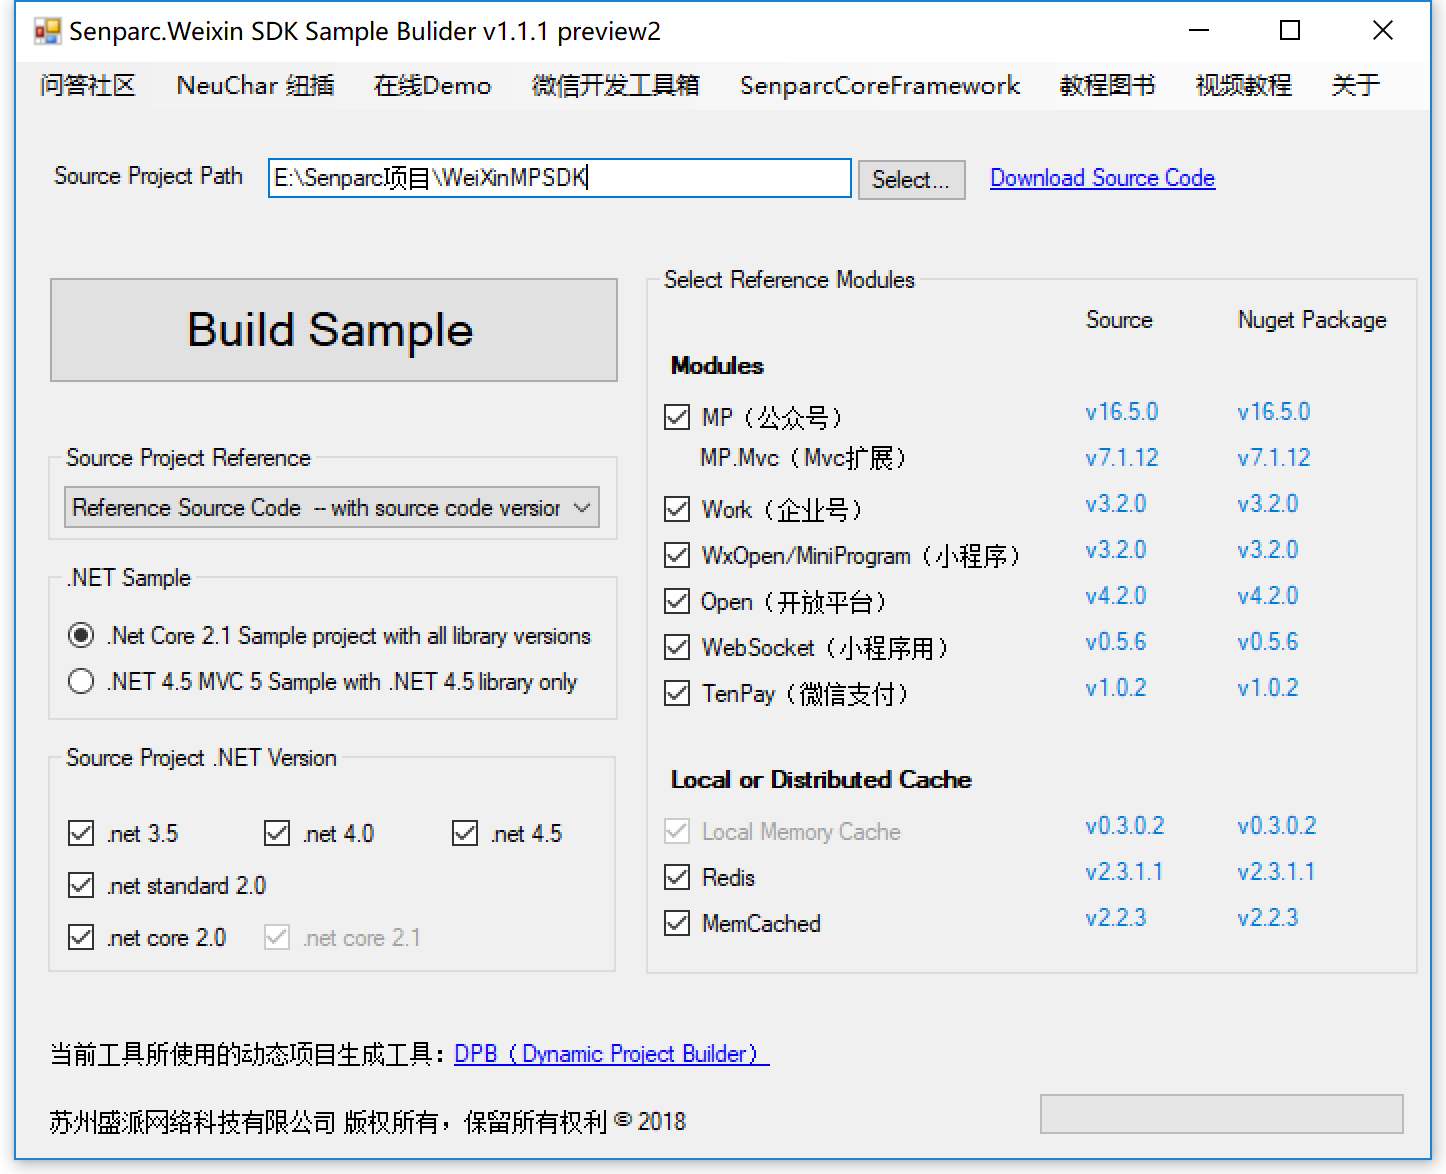 Senparc.Weixin SDK Sample Bulider v1.1.1 preview2
问答社区 NeuChar 纽插 在线Demo 微信开发工具箱 SenparcCoreFramework 教程图书 视频教程 关于
Source Project Path E:\Senparc项目\WeiXinMPSDK Select... Download Source Code
Build Sample
Source Project Reference
Reference Source Code -- with source code version
.NET Sample
.Net Core 2.1 Sample project with all library versions
.NET 4.5 MVC 5 Sample with .NET 4.5 library only
Source Project .NET Version
.net 3.5 .net 4.0 .net 4.5
.net standard 2.0
.net core 2.0 .net core 2.1
Select Reference Modules
Source Nuget Package
Modules
MP（公众号） v16.5.0 v16.5.0
MP.Mvc（Mvc扩展） v7.1.12 v7.1.12
Work（企业号） v3.2.0 v3.2.0
WxOpen/MiniProgram（小程序） v3.2.0 v3.2.0
Open（开放平台） v4.2.0 v4.2.0
WebSocket（小程序用） v0.5.6 v0.5.6
TenPay（微信支付） v1.0.2 v1.0.2
Local or Distributed Cache
Local Memory Cache v0.3.0.2 v0.3.0.2
Redis v2.3.1.1 v2.3.1.1
MemCached v2.2.3 v2.2.3
当前工具所使用的动态项目生成工具：DPB（Dynamic Project Builder）
苏州盛派网络科技有限公司 版权所有，保留所有权利 © 2018